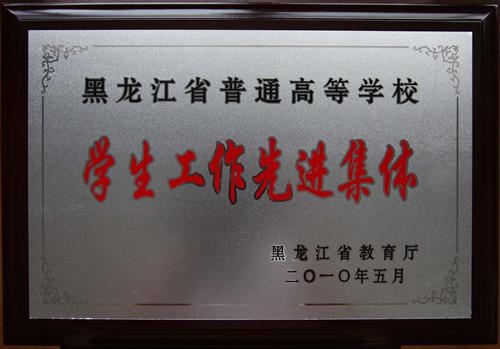 黑龙江省普通高等学校
学生工作先进集体
黑龙江省教育厅
二〇一〇年五月